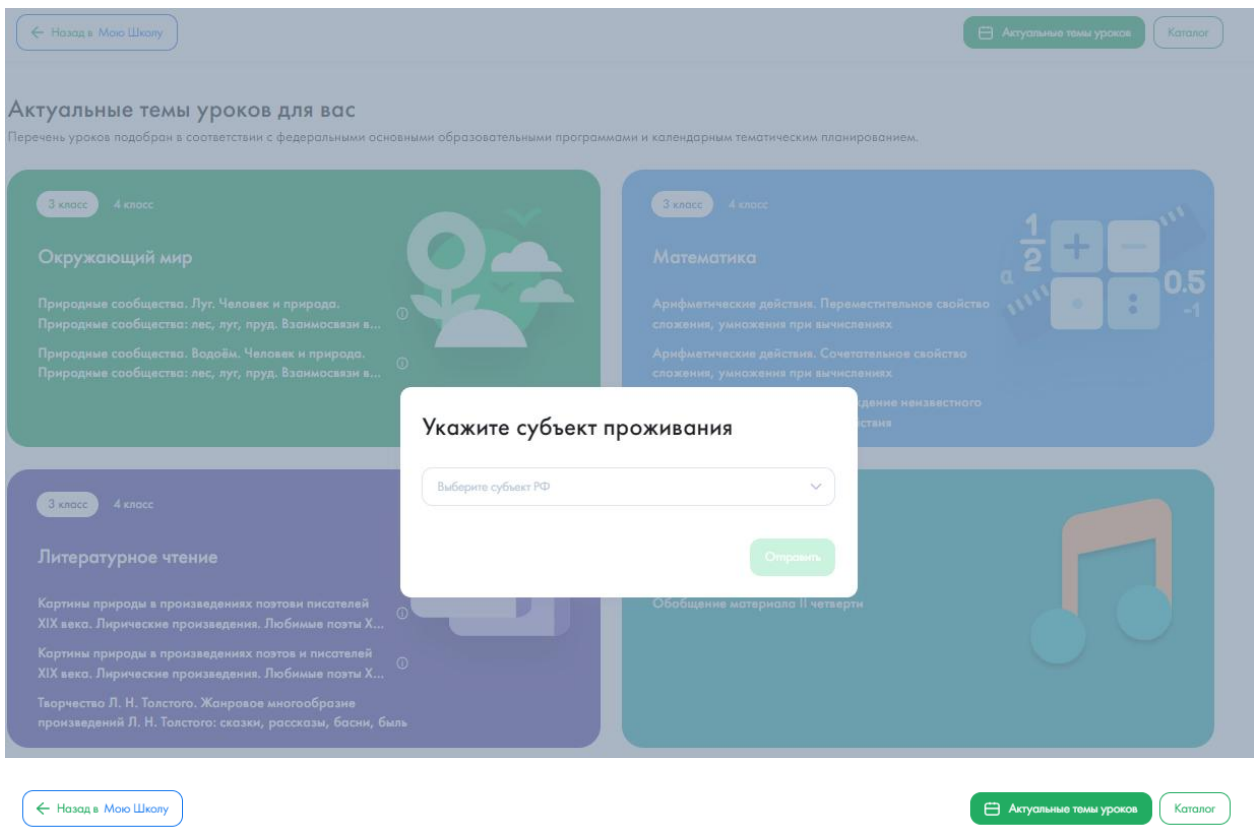 Назад в Мою Школу
Актуальные темы уроков
Каталог
Актуальные темы уроков для вас
Перечень уроков подобран в соответствии с федеральными основными образовательными программами и календарным тематическим планированием.
3 класс 4 класс
Окружающий мир
Природные сообщества. Луг. Человек и природа.
Природные сообщества: лес, луг, пруд. Взаимосвязи в...
Природные сообщества. Водоём. Человек и природа.
Природные сообщества: лес, луг, пруд. Взаимосвязи в...
3 класс 4 класс
Математика
Арифметические действия. Переместительное свойство
сложения, умножения при вычислениях
Арифметические действия. Сочетательное свойство
сложения, умножения при вычислениях
неизвестного
1
2
+
−
a
0.5
:
-1
Укажите субъект проживания
Выберите субъект РФ
Отправить
3 класс 4 класс
Литературное чтение
Картины природы в произведениях поэтови писателей
XIX века. Лирические произведения. Любимые поэты X...
Картины природы в произведениях поэтов и писателей
XIX века. Лирические произведения. Любимые поэты X...
Творчество Л. Н. Толстого. Жанровое многообразие
произведений Л. Н. Толстого: сказки, рассказы, басни, быль
Обобщение материала II четверти
Назад в Мою Школу
Актуальные темы уроков
Каталог